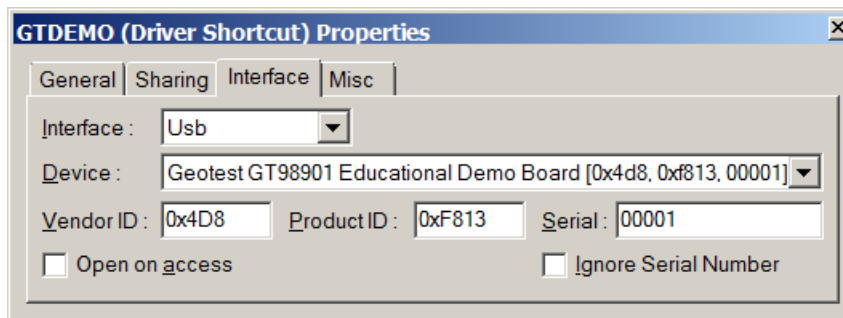 GTDEMO (Driver Shortcut) Properties
General Sharing Interface Misc
Interface : Usb
Device : Geotest GT98901 Educational Demo Board [0x4d8, 0xf813, 00001]
Vendor ID : 0x4D8 Product ID : 0xF813 Serial : 00001
Open on access Ignore Serial Number